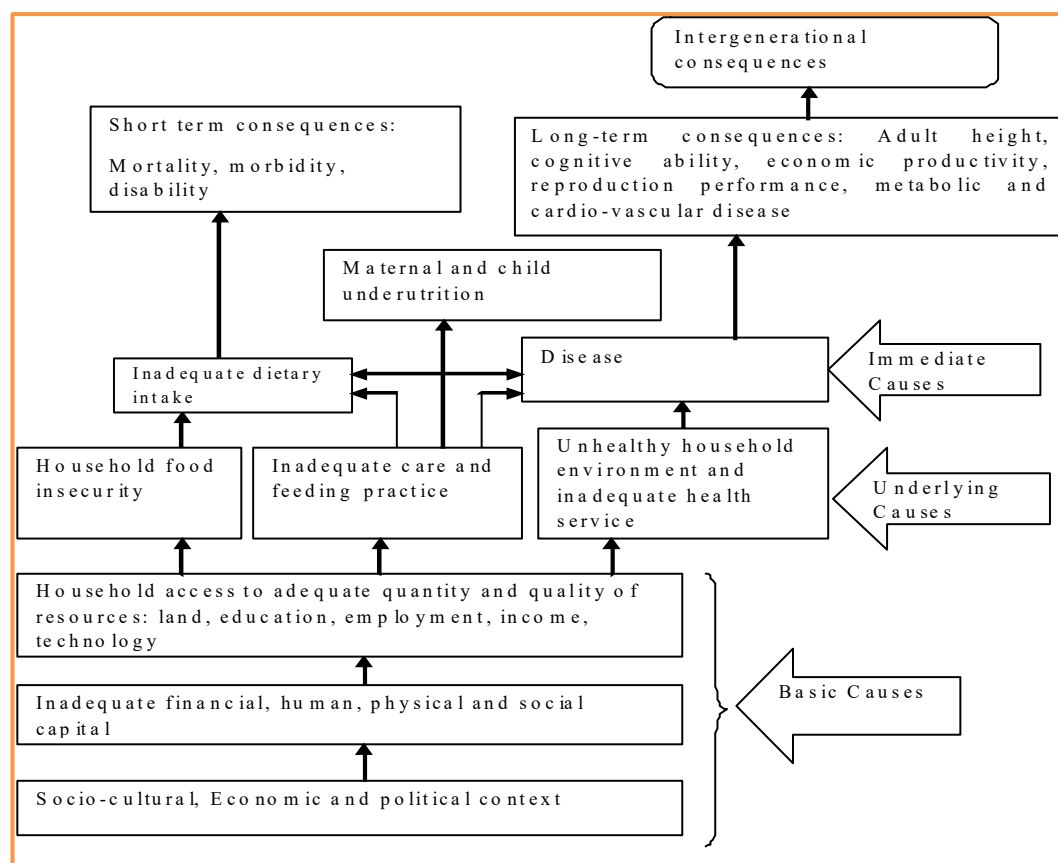 Intergenerational
consequences
Short term consequences:
Mortality, morbidity,
disability
Long-term consequences: Adult height,
cognitive ability, economic productivity,
reproduction performance, metabolic and
cardio-vascular disease
Maternal and child
underutrition
Inadequate dietary
intake
Disease
Immediate
Causes
Household food
insecurity
Inadequate care and
feeding practice
Unhealthy household
environment and
inadequate health
service
Underlying
Causes
Household access to adequate quantity and quality of
resources: land, education, employment, income,
technology
Inadequate financial, human, physical and social
capital
Basic Causes
Socio-cultural, Economic and political context